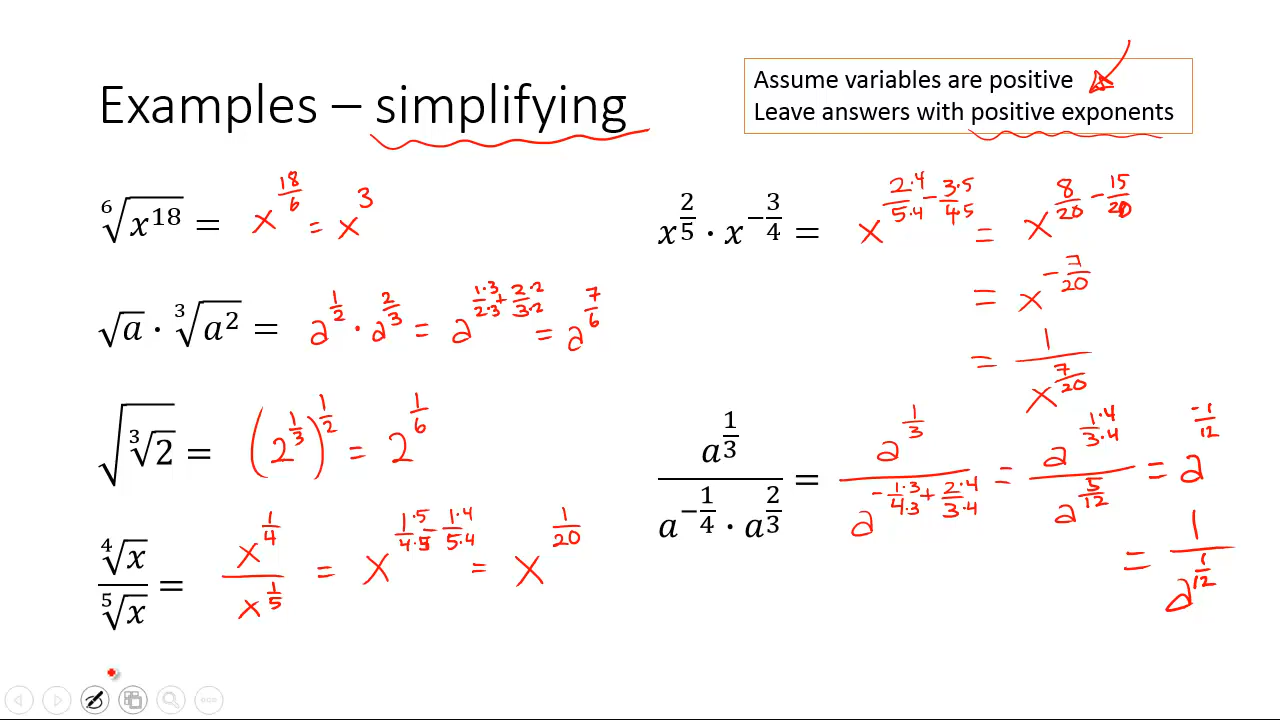 Examples – simplifying
Assume variables are positive
Leave answers with positive exponents
⁶√(x¹⁸) = x^(18/6) = x^3
√a · ³√(a²) = a^(1/2) · a^(2/3) = a^((1·3)/(2·3) + (2·2)/(3·2)) = a^(7/6)
√(³√2) = (2^(1/3))^(1/2) = 2^(1/6)
⁴√x / ⁵√x = x^(1/4) / x^(1/5) = x^((1·5)/(4·5) - (1·4)/(5·4)) = x^(1/20)
x^(2/5) · x^(-3/4) = x^((2·4)/(5·4) - (3·5)/(4·5)) = x^(8/20 - 15/20)
= x^(-7/20)
= 1 / x^(7/20)
a^(1/3) / (a^(-1/4) · a^(2/3)) = a^(1/3) / a^(-(1·3)/(4·3) + (2·4)/(3·4)) = a^((1·4)/(3·4)) / a^(5/12) = a^(-1/12)
= 1 / a^(1/12)